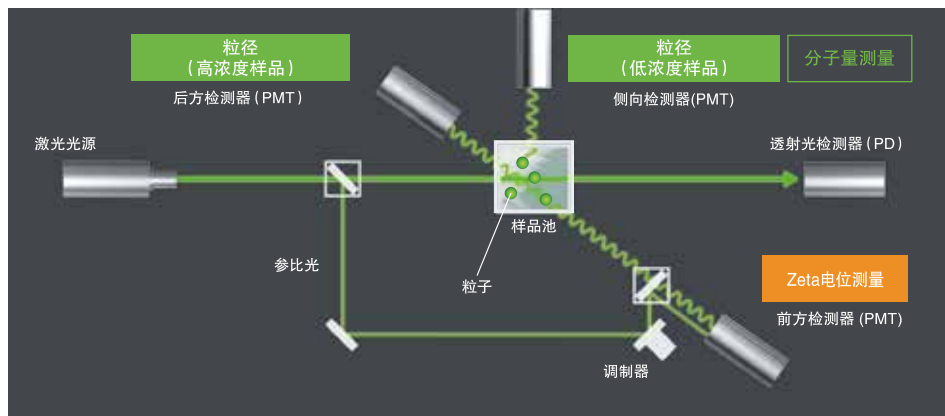 粒径
(高浓度样品)
后方检测器(PMT)
粒径
(低浓度样品)
侧向检测器(PMT)
分子量测量
激光光源
透射光检测器(PD)
样品池
参比光
粒子
Zeta电位测量
前方检测器 (PMT)
调制器